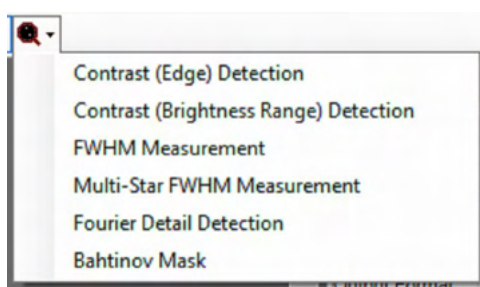 Contrast (Edge) Detection
Contrast (Brightness Range) Detection
FWHM Measurement
Multi-Star FWHM Measurement
Fourier Detail Detection
Bahtinov Mask